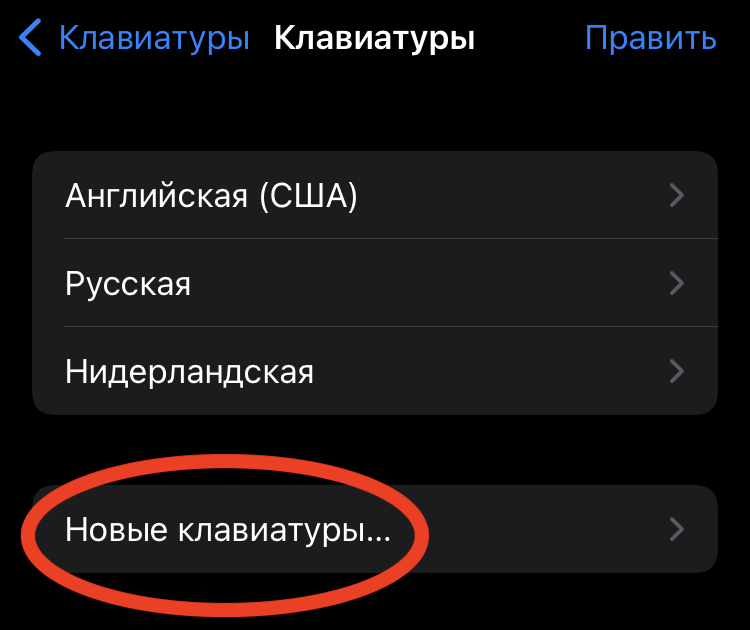 Клавиатуры Клавиатуры Править
Английская (США)
Русская
Нидерландская
Новые клавиатуры...